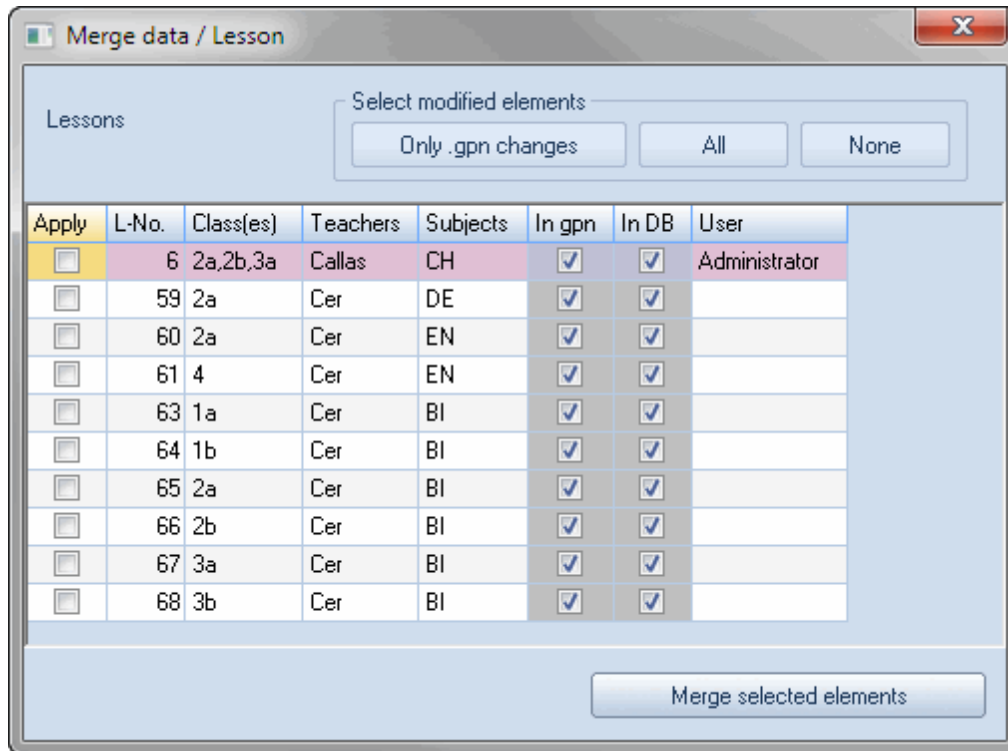 Merge data / Lesson
Lessons
Select modified elements
Only .gpn changes All None
Apply L-No. Class(es) Teachers Subjects In gpn In DB User
6 2a,2b,3a Callas CH Administrator
59 2a Cer DE
60 2a Cer EN
61 4 Cer EN
63 1a Cer BI
64 1b Cer BI
65 2a Cer BI
66 2b Cer BI
67 3a Cer BI
68 3b Cer BI
Merge selected elements